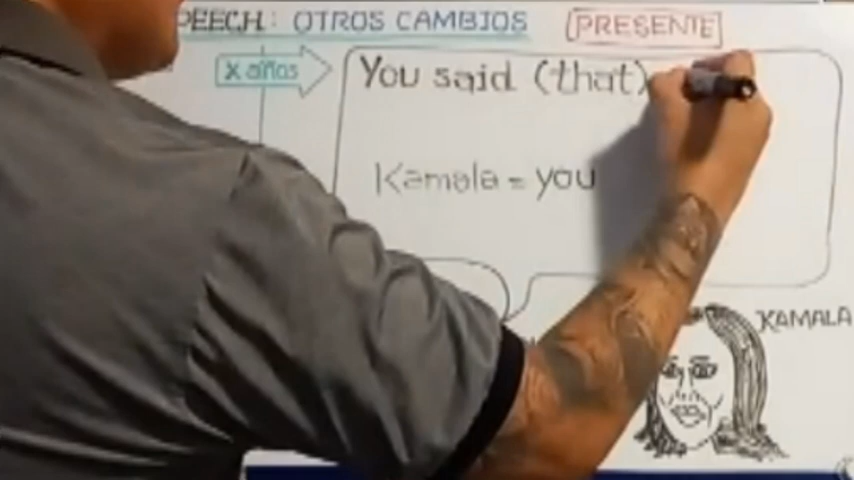 PEECH: OTROS CAMBIOS PRESENTE
X años
You said (that)
Kamala = you
KAMALA